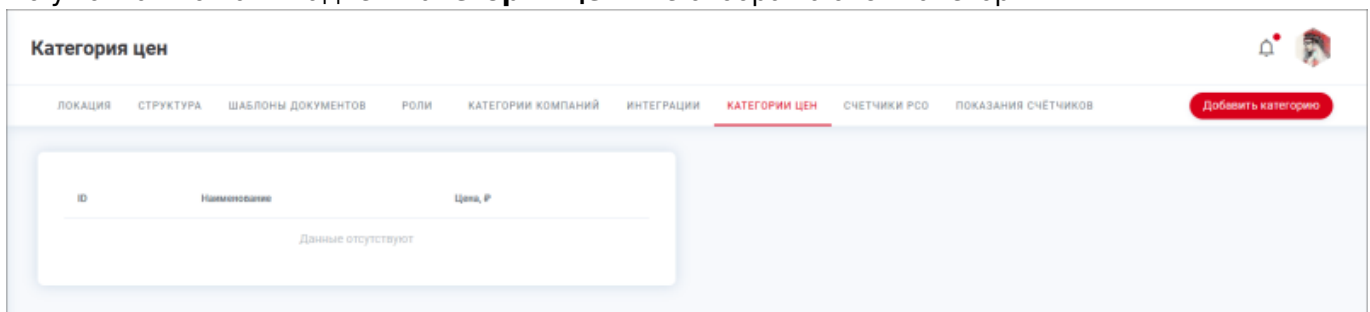 Категория цен
ЛОКАЦИЯ СТРУКТУРА ШАБЛОНЫ ДОКУМЕНТОВ РОЛИ КАТЕГОРИИ КОМПАНИЙ ИНТЕГРАЦИИ КАТЕГОРИИ ЦЕН СЧЕТЧИКИ РСО ПОКАЗАНИЯ СЧЁТЧИКОВ Добавить категорию
ID Наименование Цена, ₽
Данные отсутствуют